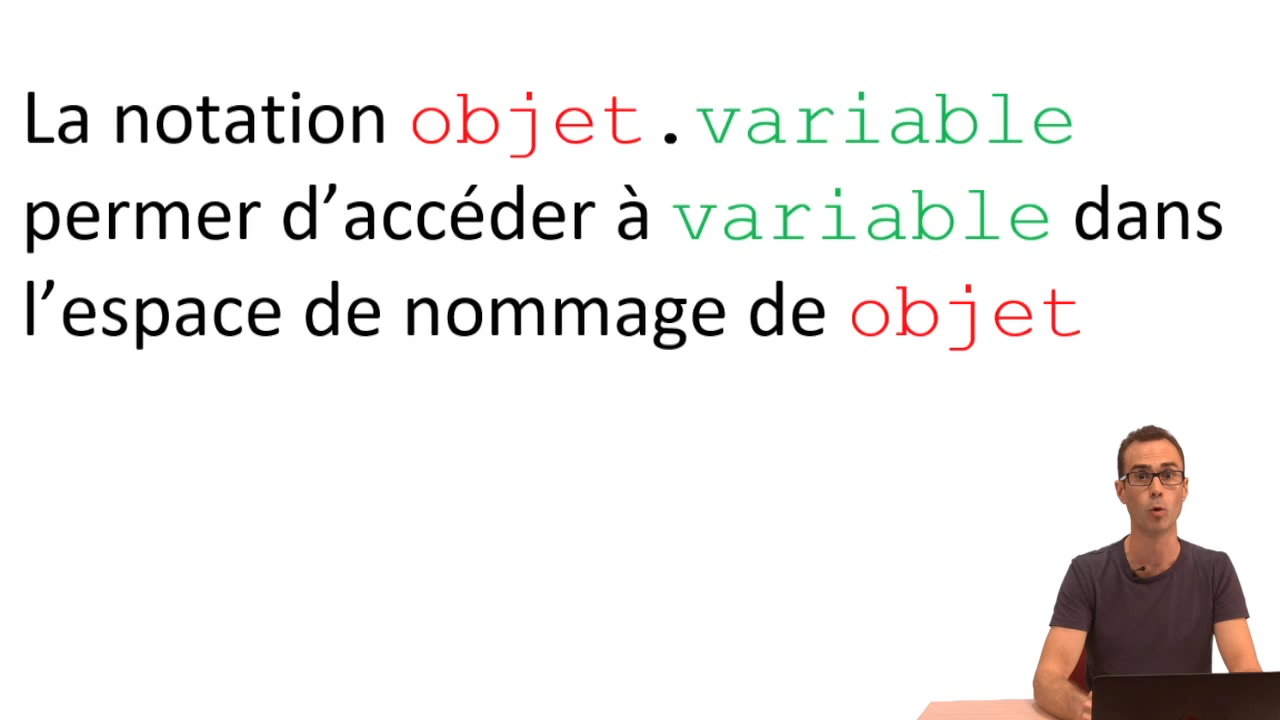 La notation objet.variable
permer d’accéder à variable dans
l’espace de nommage de objet